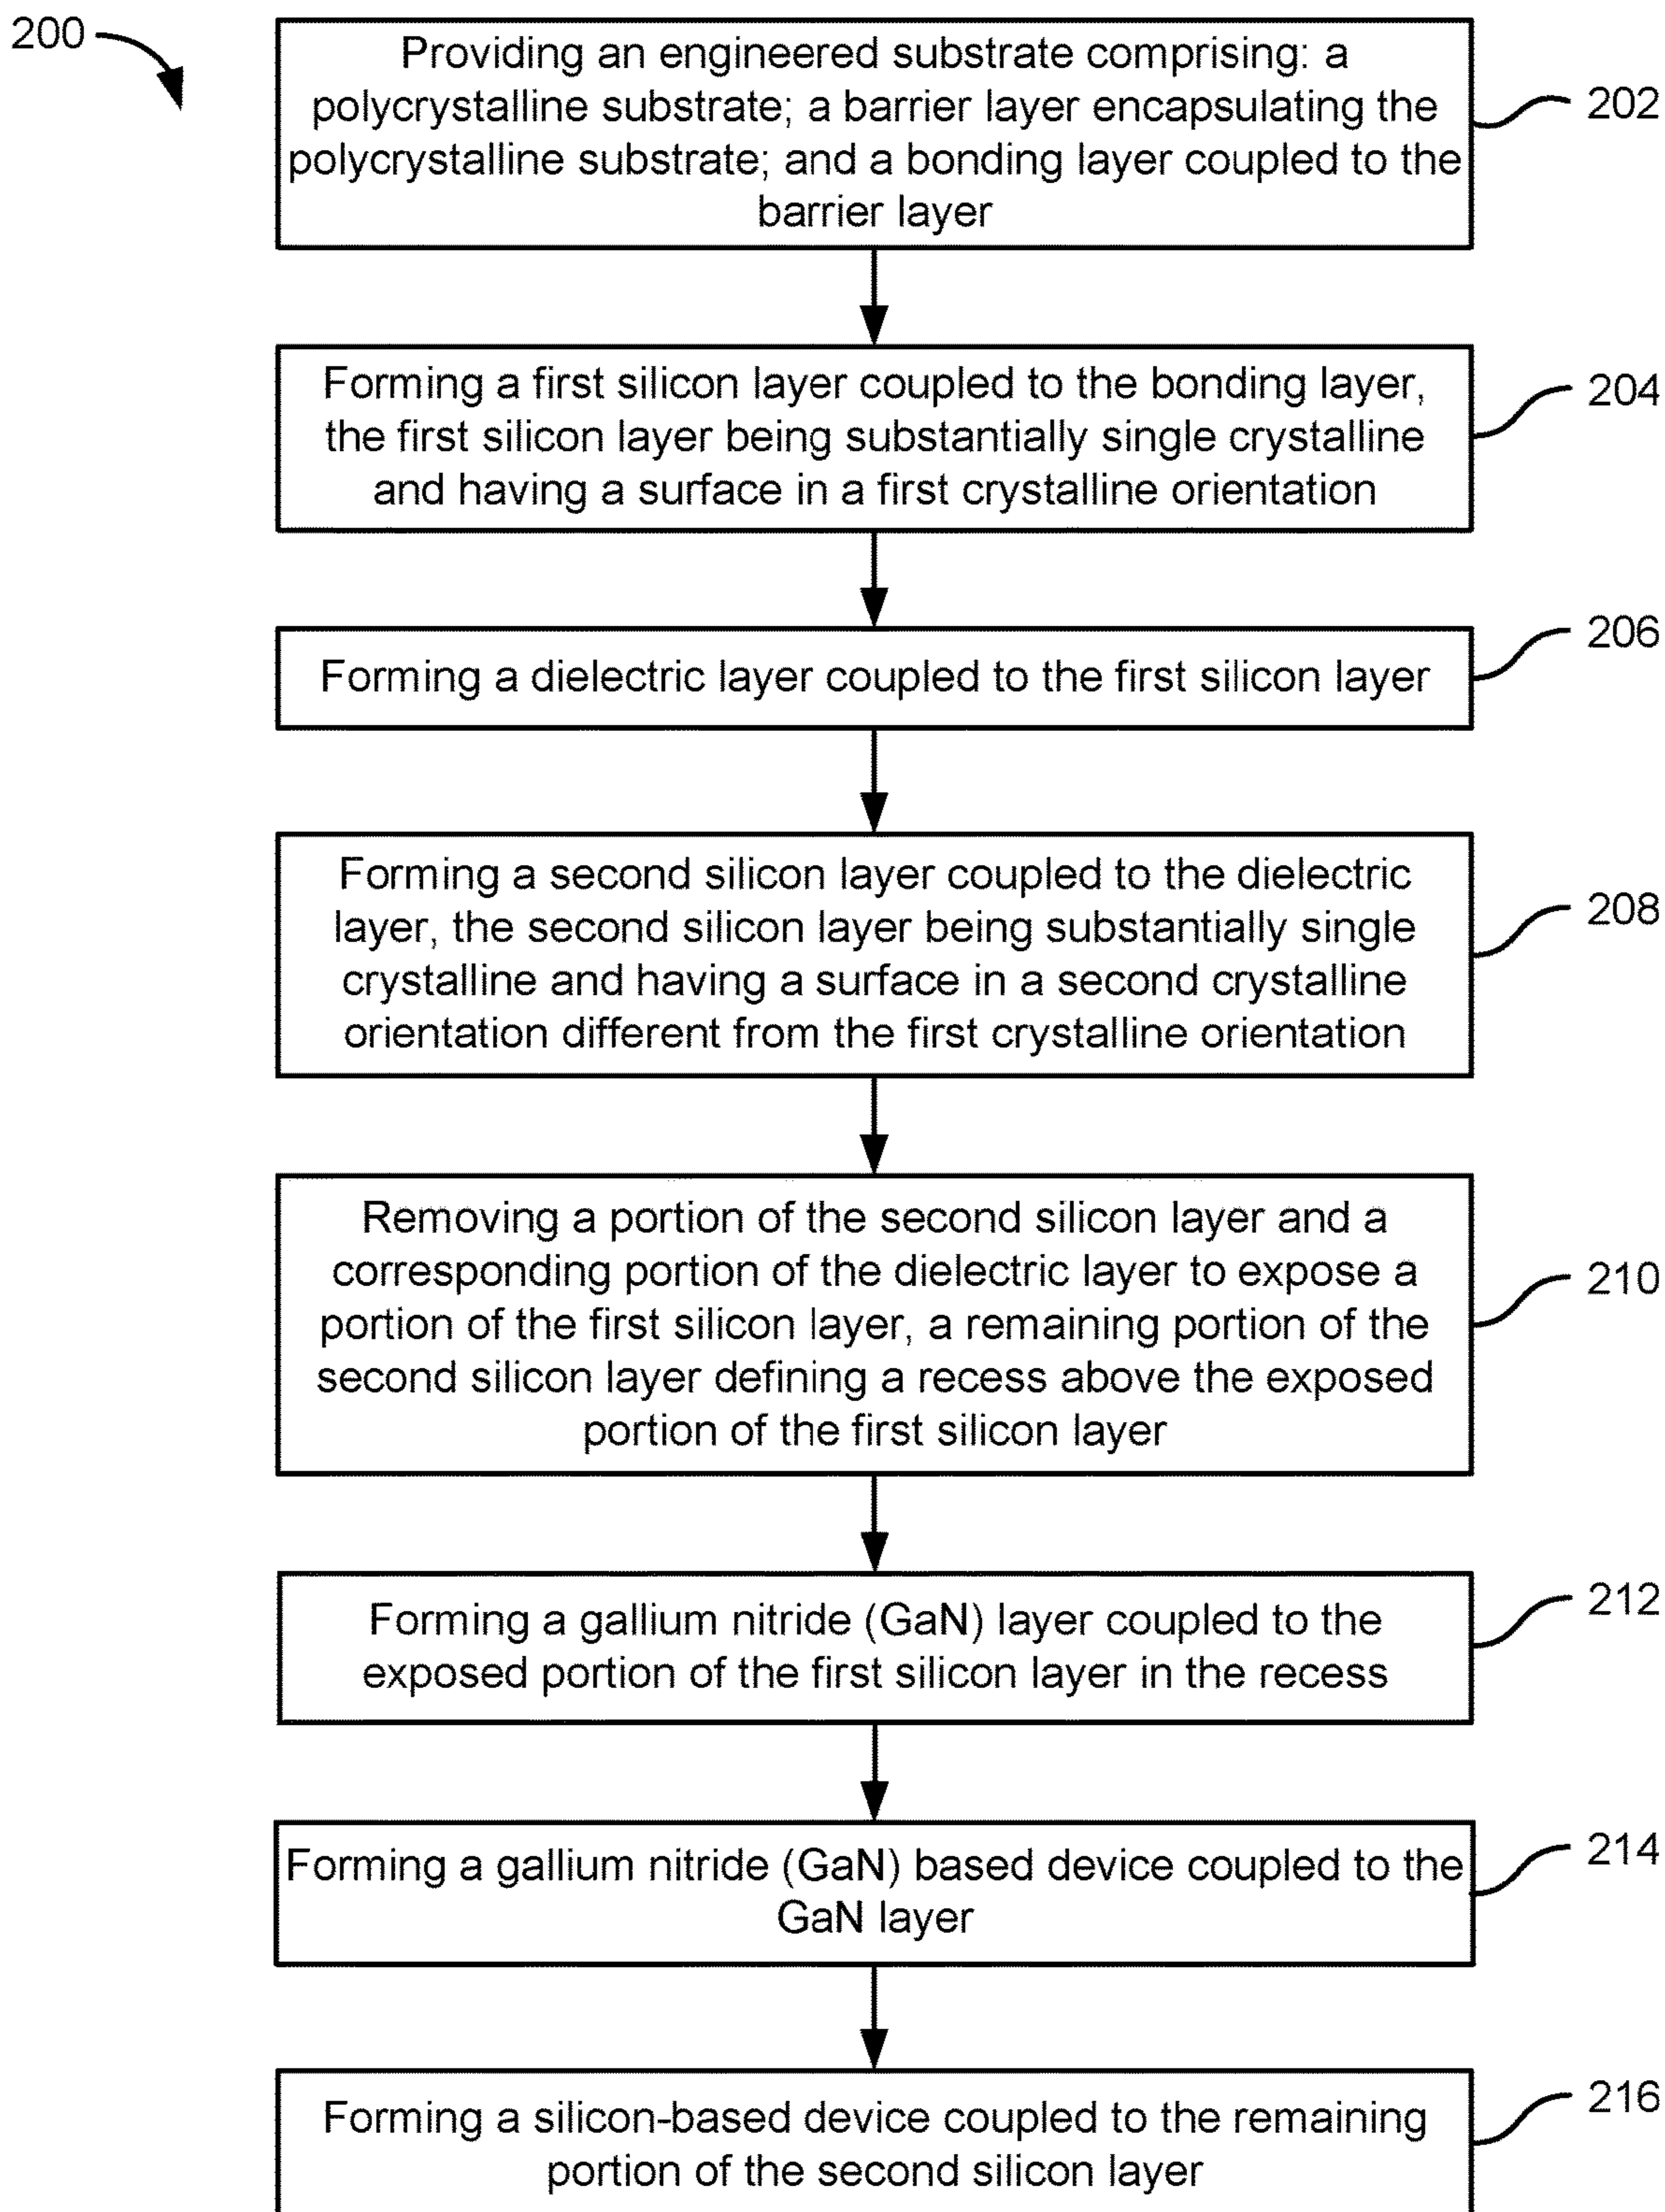 200
Providing an engineered substrate comprising: a
polycrystalline substrate; a barrier layer encapsulating the
polycrystalline substrate; and a bonding layer coupled to the
barrier layer
202
Forming a first silicon layer coupled to the bonding layer,
the first silicon layer being substantially single crystalline
and having a surface in a first crystalline orientation
204
Forming a dielectric layer coupled to the first silicon layer
206
Forming a second silicon layer coupled to the dielectric
layer, the second silicon layer being substantially single
crystalline and having a surface in a second crystalline
orientation different from the first crystalline orientation
208
Removing a portion of the second silicon layer and a
corresponding portion of the dielectric layer to expose a
portion of the first silicon layer, a remaining portion of the
second silicon layer defining a recess above the exposed
portion of the first silicon layer
210
Forming a gallium nitride (GaN) layer coupled to the
exposed portion of the first silicon layer in the recess
212
Forming a gallium nitride (GaN) based device coupled to the
GaN layer
214
Forming a silicon-based device coupled to the remaining
portion of the second silicon layer
216